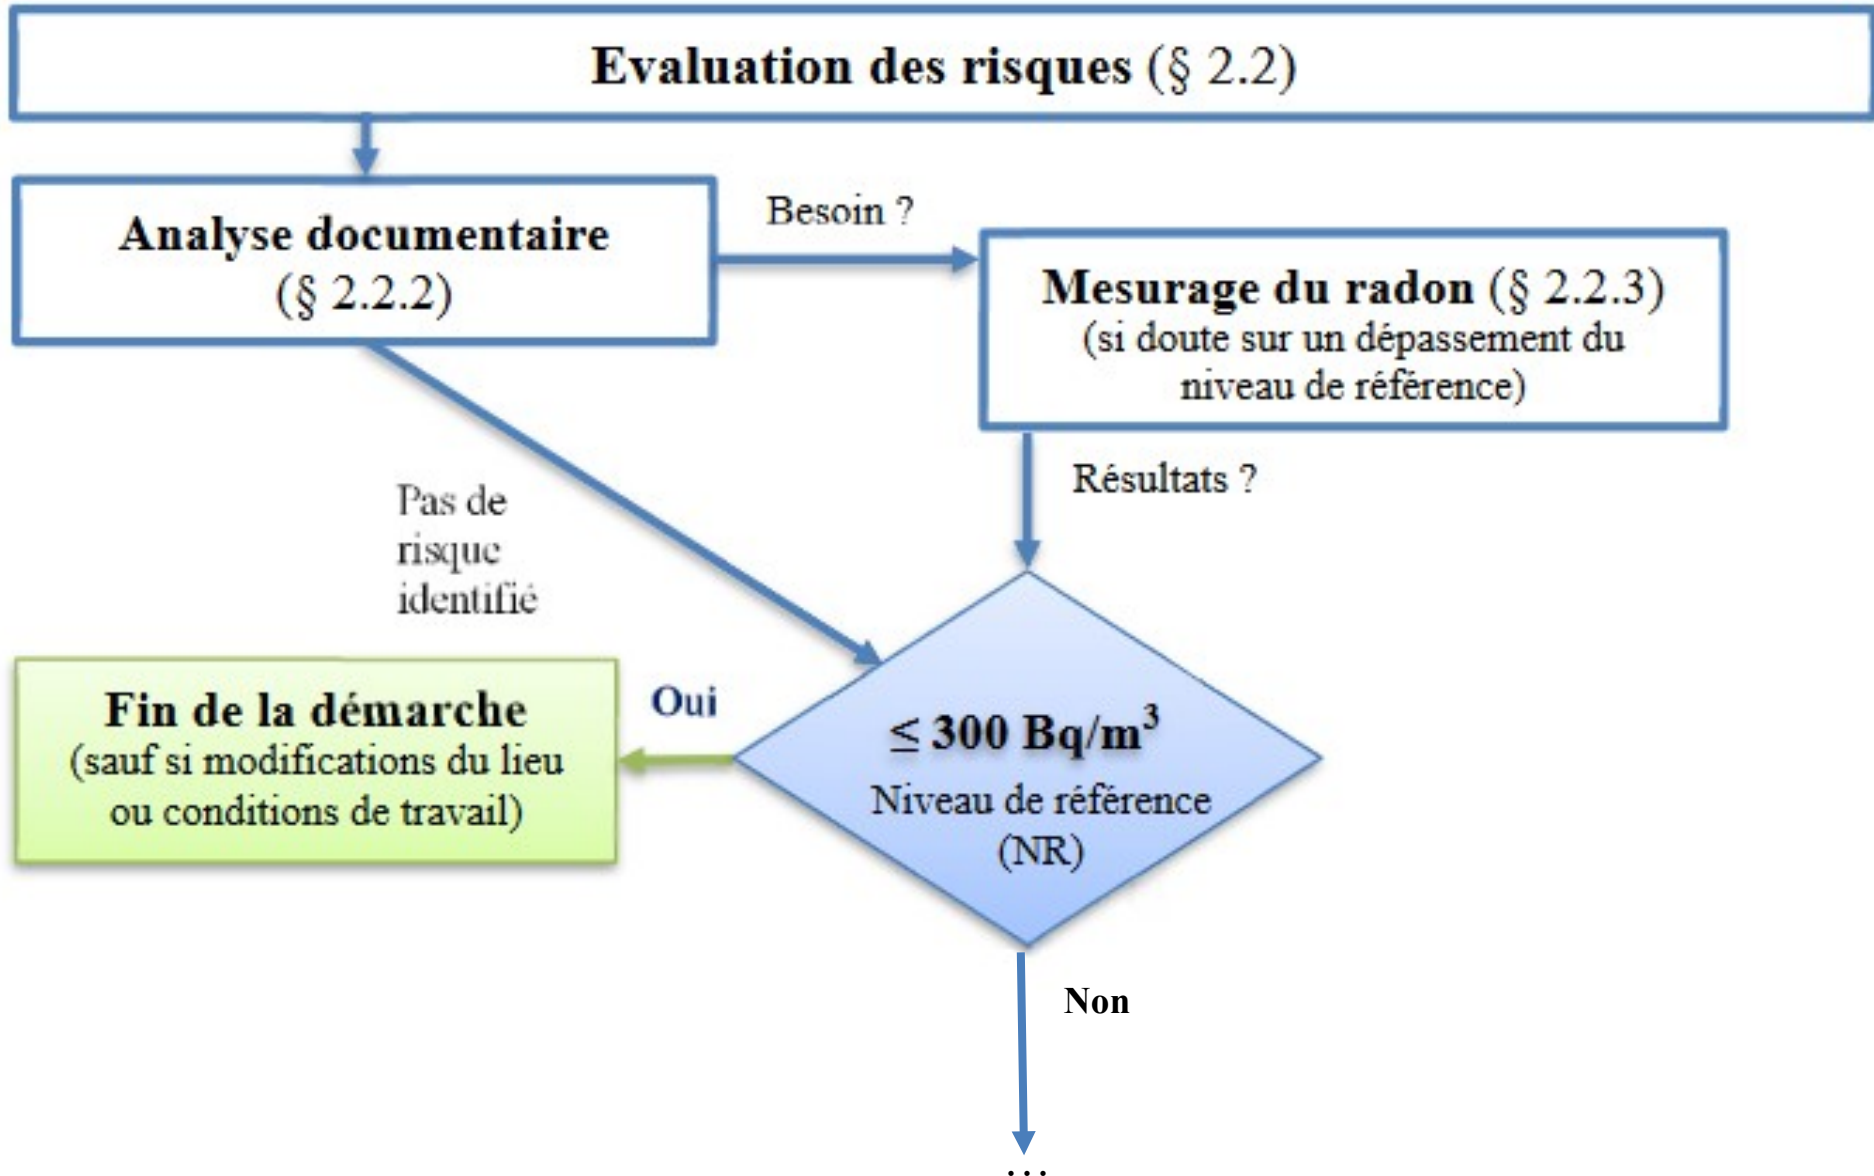 Evaluation des risques (§ 2.2)
Analyse documentaire
(§ 2.2.2)
Besoin ?
Mesurage du radon (§ 2.2.3)
(si doute sur un dépassement du
niveau de référence)
Résultats ?
Pas de
risque
identifié
Fin de la démarche
(sauf si modifications du lieu
ou conditions de travail)
Oui
≤ 300 Bq/m³
Niveau de référence
(NR)
Non
...